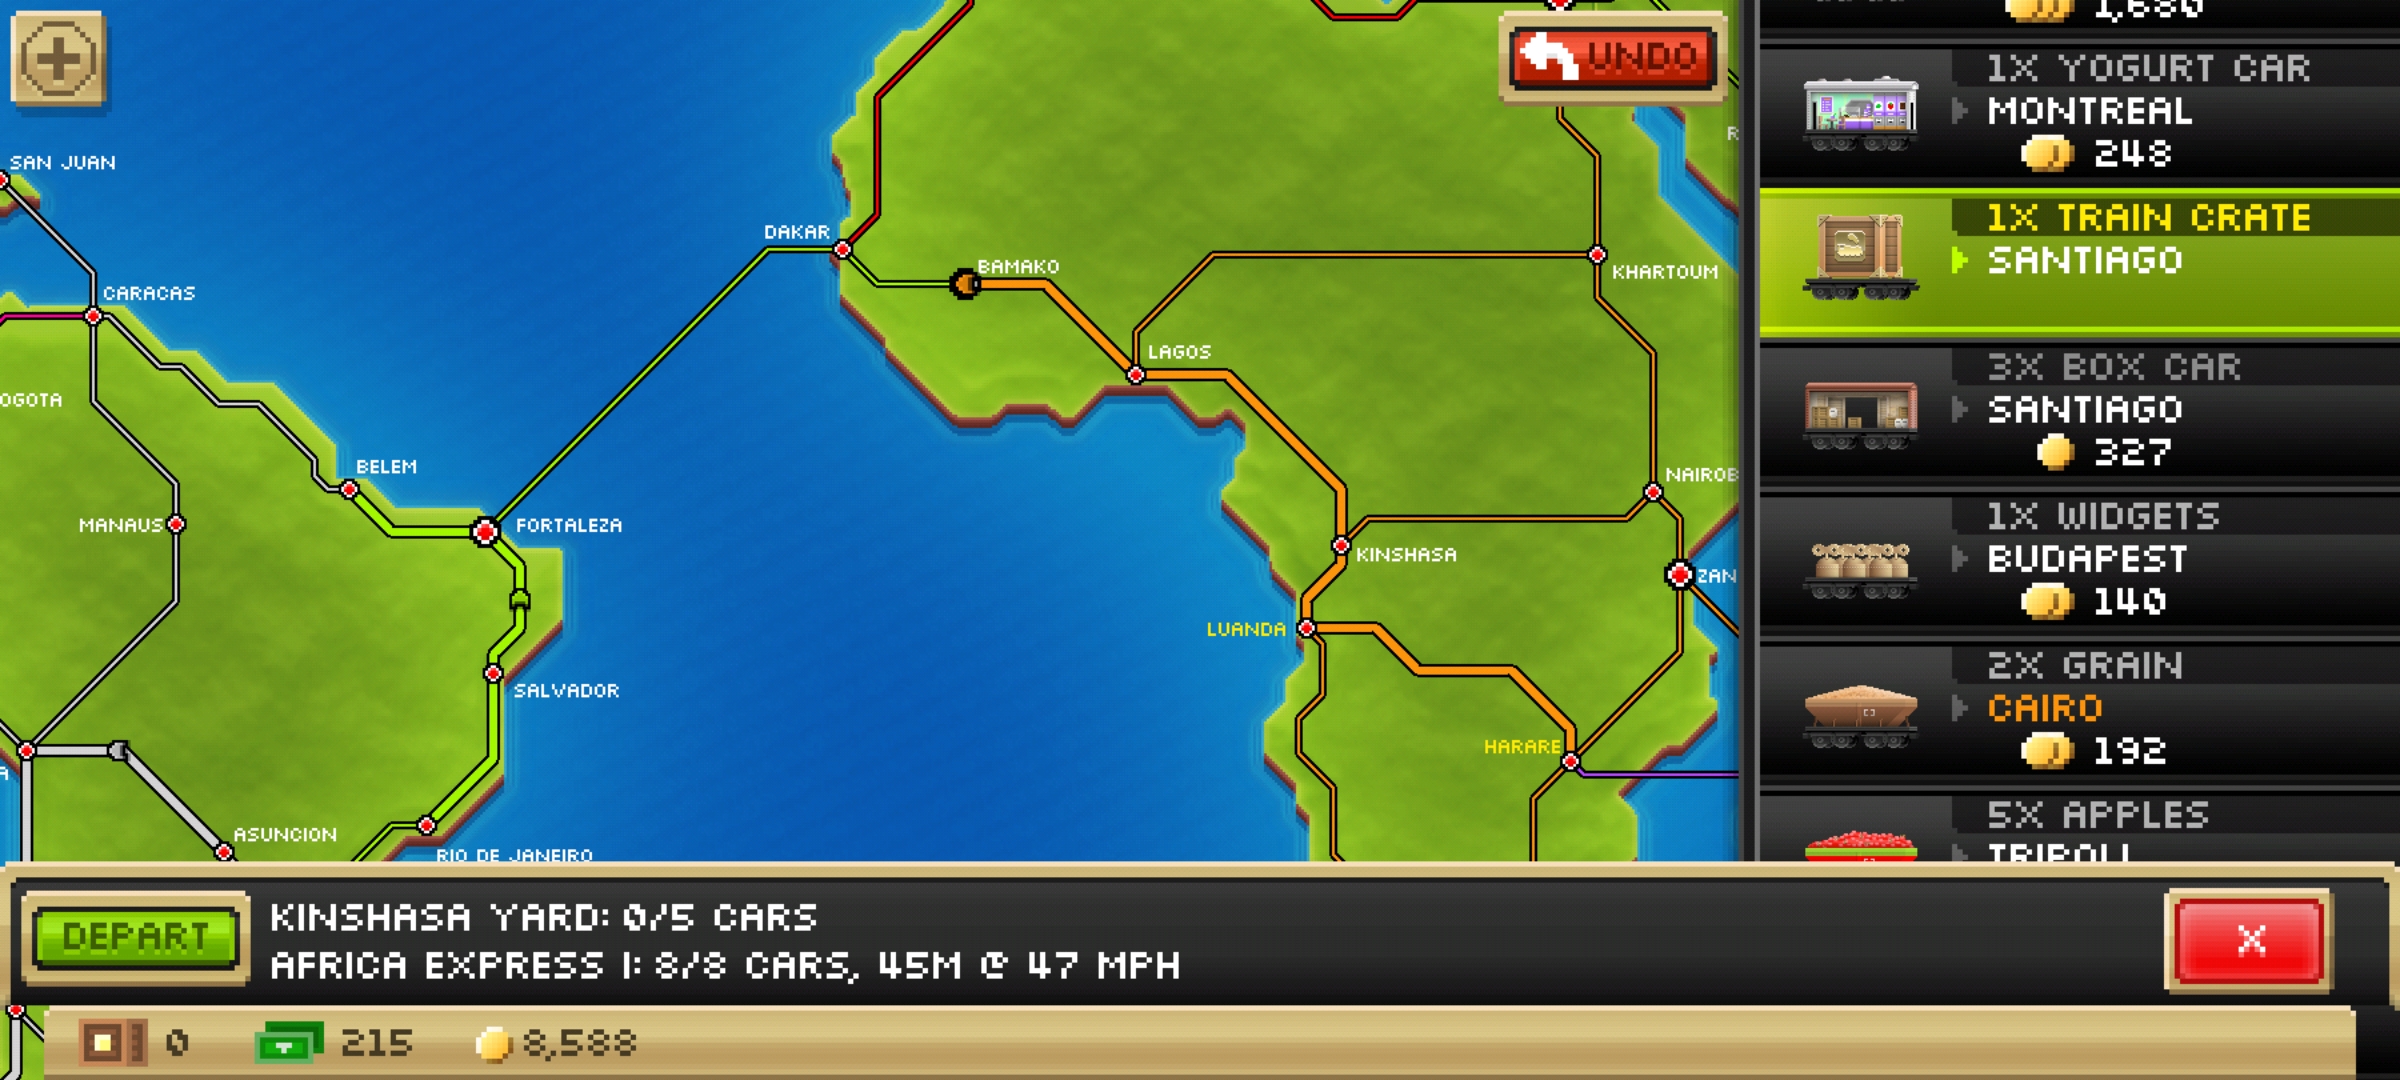 UNDO
SAN JUAN
DAKAR
BAMAKO
KHARTOUM
CARACAS
LAGOS
OGOTA
BELEM
NAIROB
MANAUS
FORTALEZA
KINSHASA
ZAN
LUANDA
SALVADOR
HARARE
A
ASUNCION
RIO DE JANEIRO
R
1,680
1X YOGURT CAR
MONTREAL
248
1X TRAIN CRATE
SANTIAGO
3X BOX CAR
SANTIAGO
327
1X WIDGETS
BUDAPEST
140
2X GRAIN
CAIRO
192
5X APPLES
TRIPOLI
DEPART
KINSHASA YARD: 0/5 CARS
AFRICA EXPRESS I: 8/8 CARS, 45M @ 47 MPH
X
0
215
8,588